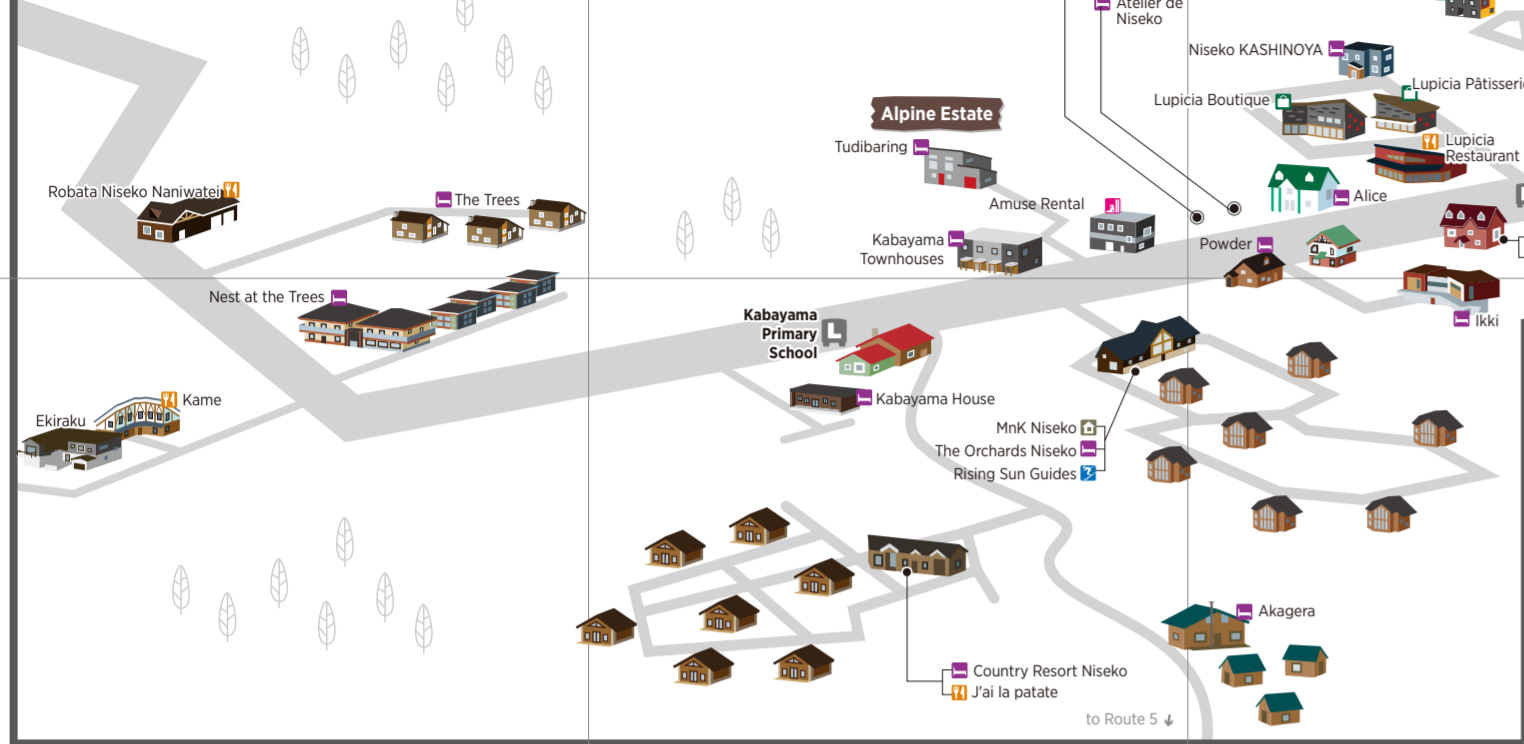 Atelier de
Niseko
Niseko KASHINOYA
Lupicia Pâtisserie
Lupicia Boutique
Alpine Estate
Tudibaring
Lupicia
Restaurant
Robata Niseko Naniwatei
The Trees
Amuse Rental
Alice
Kabayama
Townhouses
Powder
Nest at the Trees
Kabayama
Primary
School
L
Ikki
Kame
Ekiraku
Kabayama House
MnK Niseko
The Orchards Niseko
Rising Sun Guides
Akagera
Country Resort Niseko
J'ai la patate
to Route 5